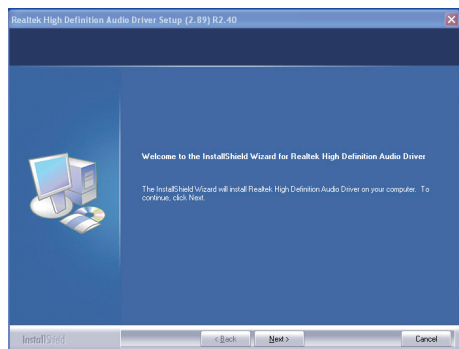 Realtek High Definition Audio Driver Setup (2.89) R2.40
Welcome to the InstallShield Wizard for Realtek High Definition Audio Driver
The InstallShield Wizard will install Realtek High Definition Audio Driver on your computer. To
continue, click Next.
InstallShield
< Back
Next >
Cancel